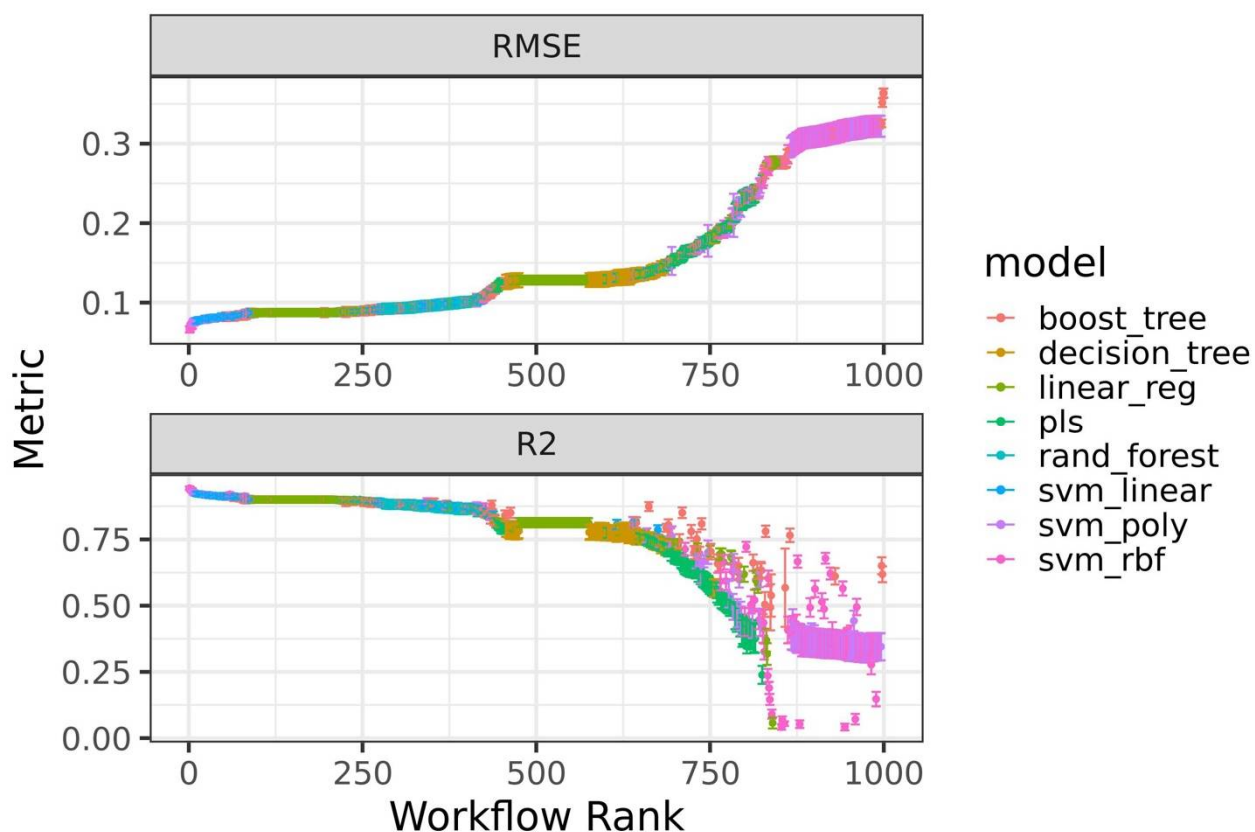 RMSE
0.3
0.2
0.1
0 250 500 750 1000
Metric
R2
0.75
0.50
0.25
0.00
0 250 500 750 1000
Workflow Rank
model
boost_tree
decision_tree
linear_reg
pls
rand_forest
svm_linear
svm_poly
svm_rbf